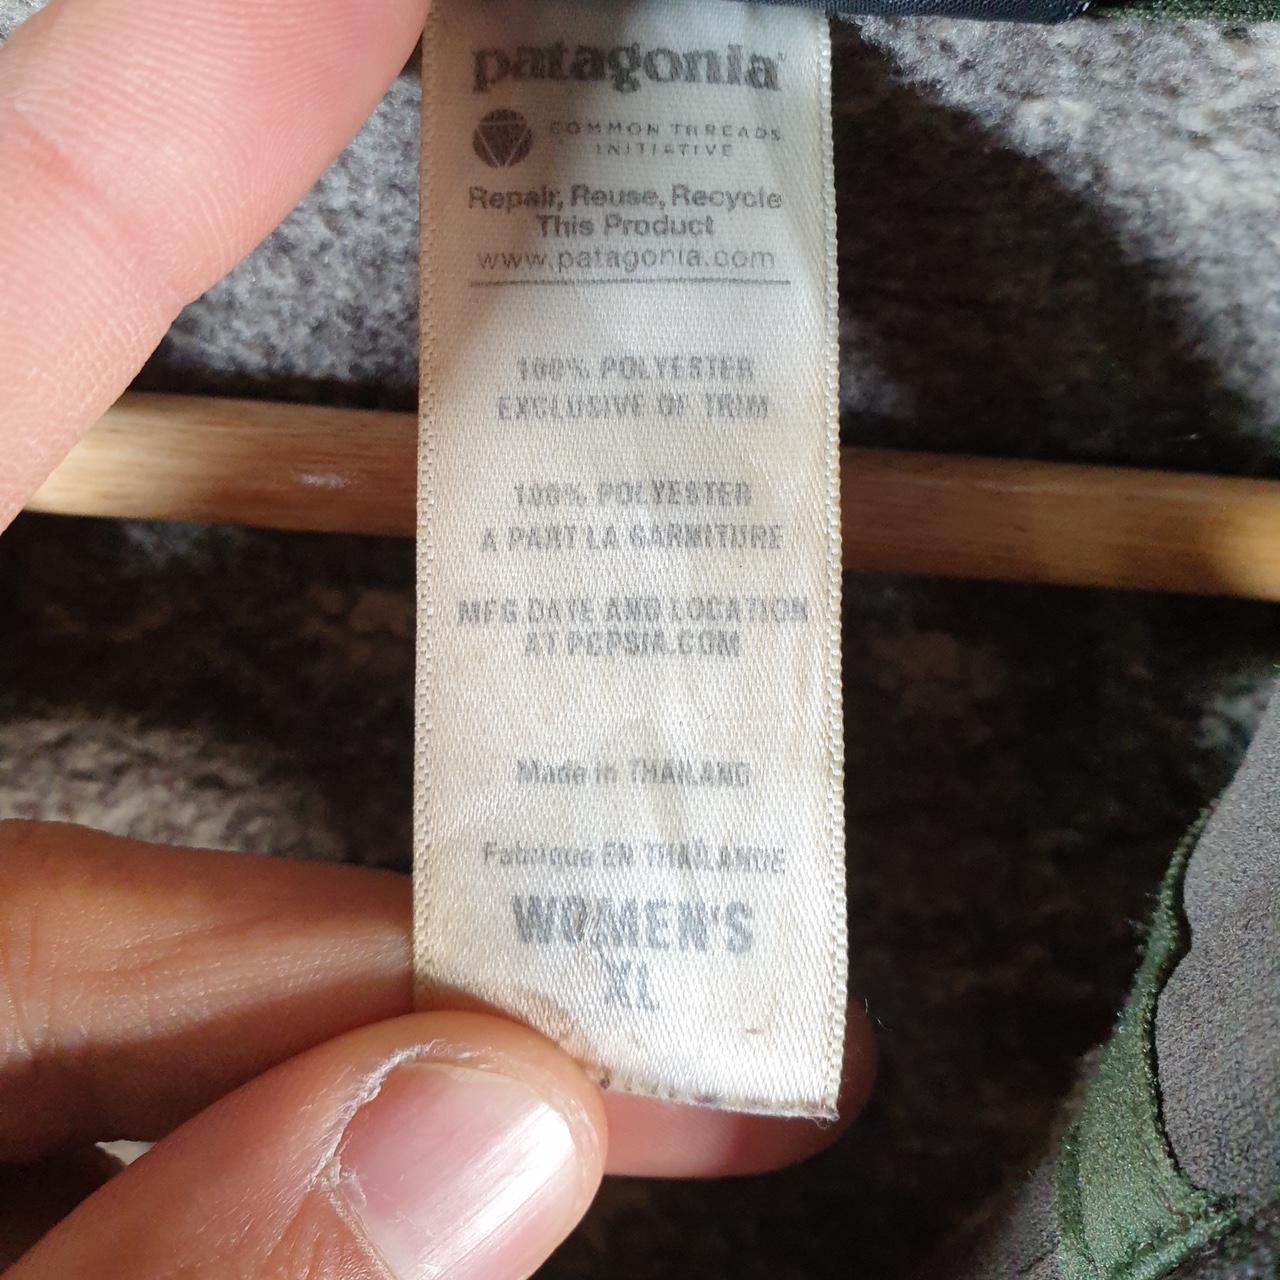 patagonia®
COMMON THREADS
INITIATIVE
Repair, Reuse, Recycle
This Product
www.patagonia.com
100% POLYESTER
EXCLUSIVE OF TRIM
100% POLYESTER
A PART LA GARNITURE
MFG DATE AND LOCATION
AT PCPSIA.COM
Made in THAILAND
Fabrique EN THAÏLANDE
WOMEN'S
XL